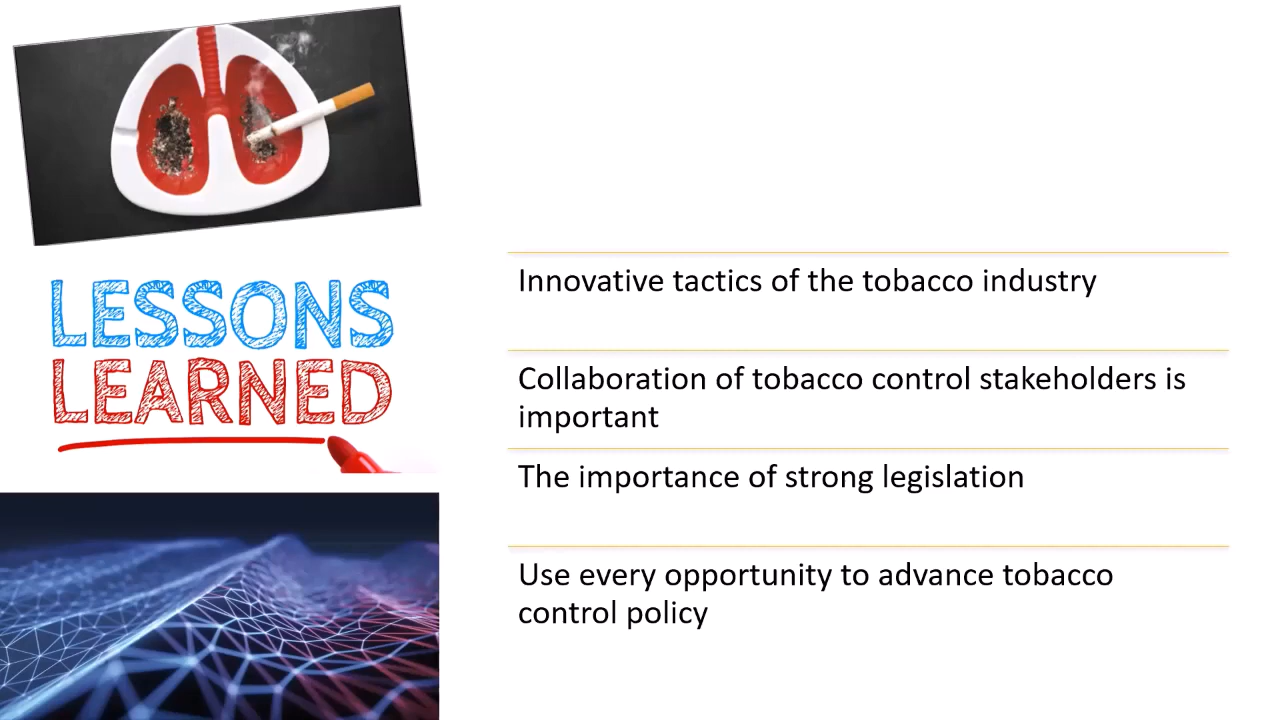 LESSONS
LEARNED
Innovative tactics of the tobacco industry
Collaboration of tobacco control stakeholders is
important
The importance of strong legislation
Use every opportunity to advance tobacco
control policy